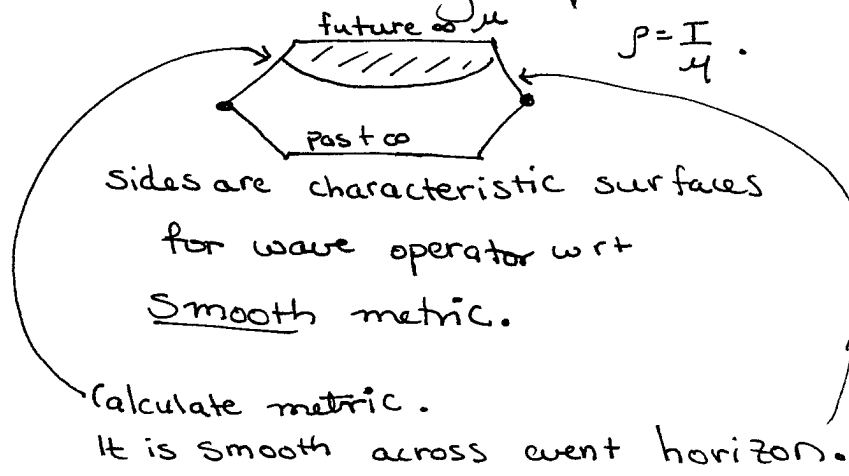 future ∞ μ
ρ = I/μ .
past ∞
sides are characteristic surfaces
for wave operator wrt
Smooth metric.
Calculate metric.
It is smooth across event horizon.